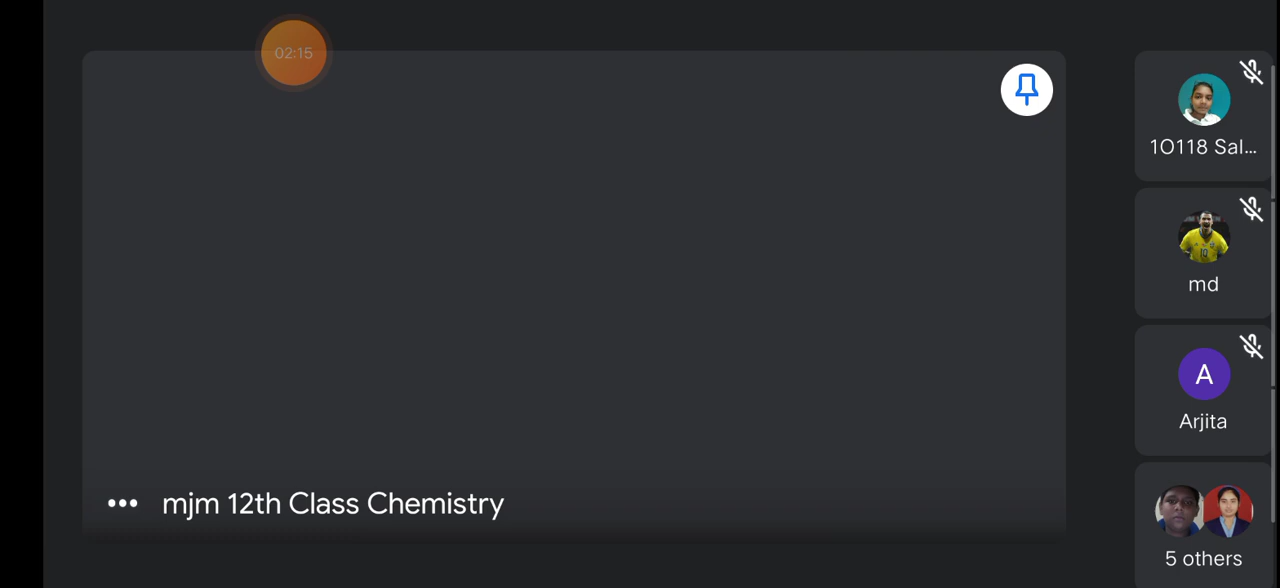 02:15
1O118 Sal...
md
A
Arjita
mjm 12th Class Chemistry
5 others